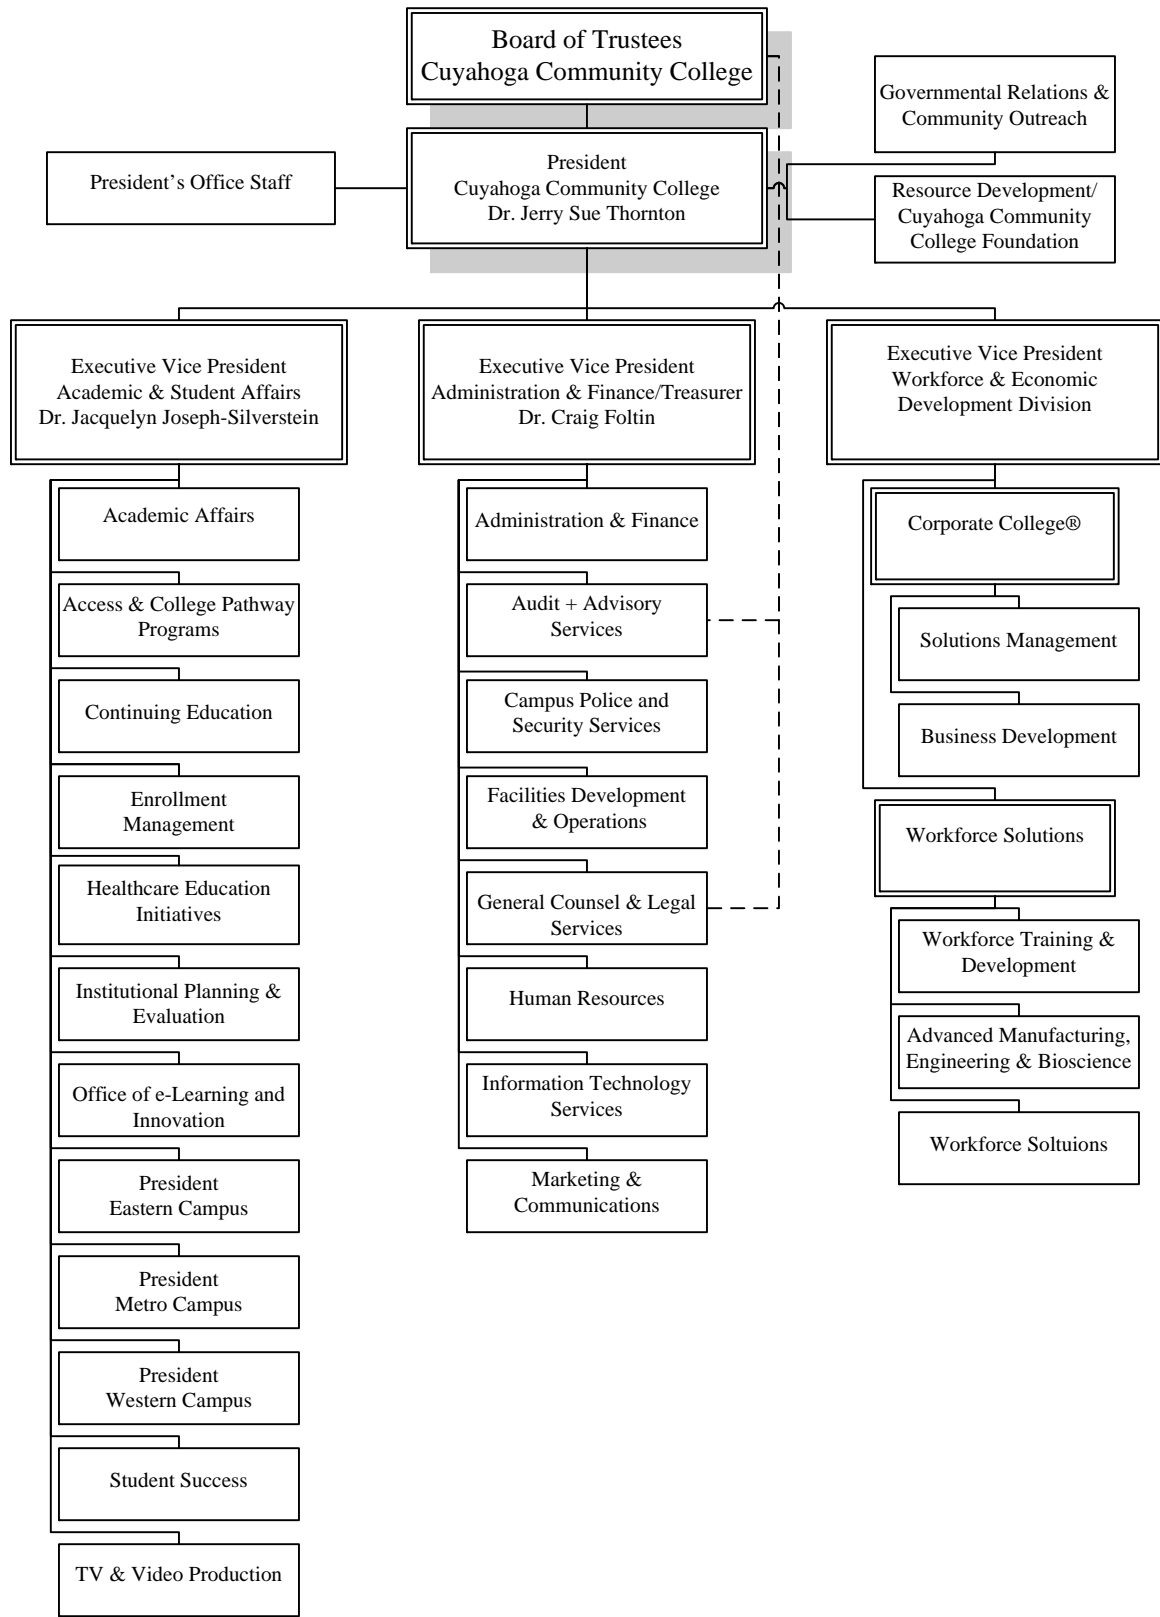 Board of Trustees
Cuyahoga Community College
Governmental Relations &
Community Outreach
President’s Office Staff
President
Cuyahoga Community College
Dr. Jerry Sue Thornton
Resource Development/
Cuyahoga Community
College Foundation
Executive Vice President
Academic & Student Affairs
Dr. Jacquelyn Joseph-Silverstein
Executive Vice President
Administration & Finance/Treasurer
Dr. Craig Foltin
Executive Vice President
Workforce & Economic
Development Division
Academic Affairs
Access & College Pathway
Programs
Continuing Education
Enrollment
Management
Healthcare Education
Initiatives
Institutional Planning &
Evaluation
Office of e-Learning and
Innovation
President
Eastern Campus
President
Metro Campus
President
Western Campus
Student Success
TV & Video Production
Administration & Finance
Audit + Advisory
Services
Campus Police and
Security Services
Facilities Development
& Operations
General Counsel & Legal
Services
Human Resources
Information Technology
Services
Marketing &
Communications
Corporate College®
Solutions Management
Business Development
Workforce Solutions
Workforce Training &
Development
Advanced Manufacturing,
Engineering & Bioscience
Workforce Soltuions